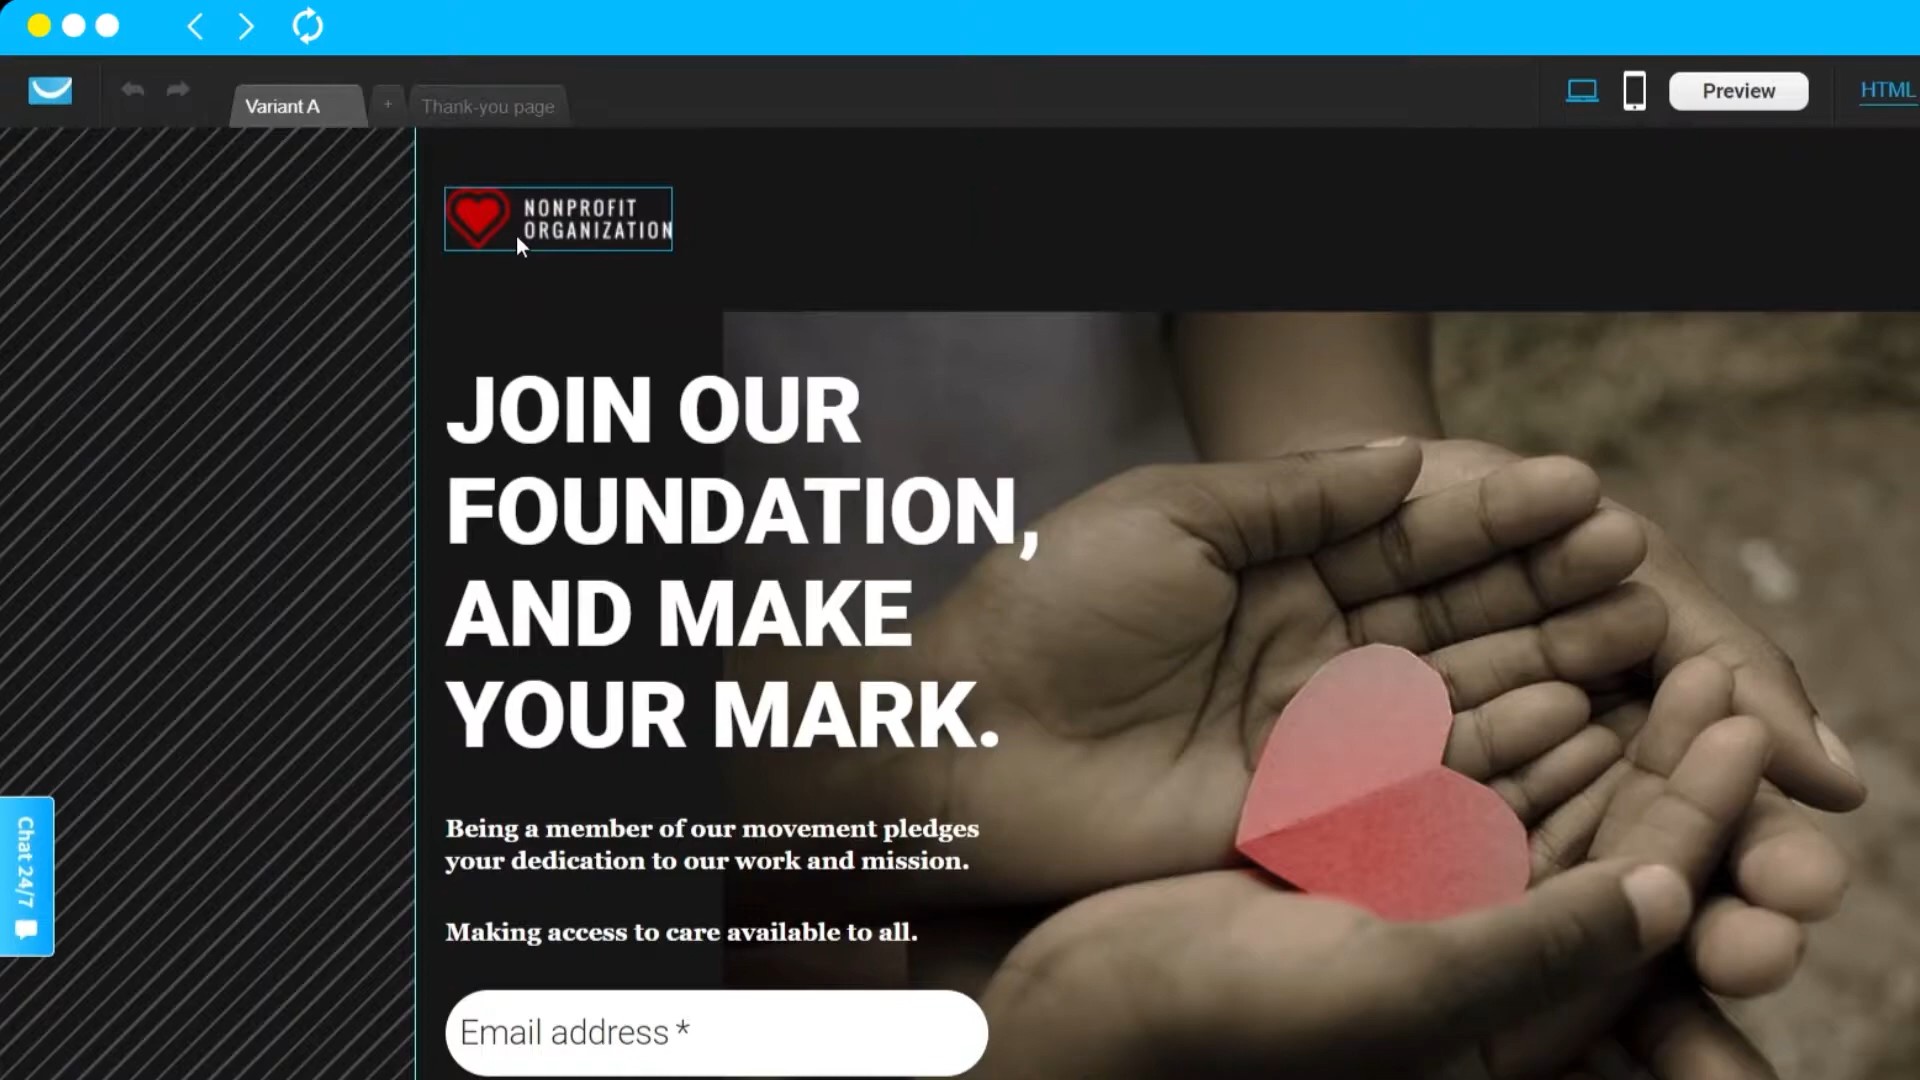 Variant A
+
Thank-you page
Preview
HTML
NONPROFIT
ORGANIZATION
JOIN OUR
FOUNDATION,
AND MAKE
YOUR MARK.
Being a member of our movement pledges
your dedication to our work and mission.
Making access to care available to all.
Email address *
Chat 24/7